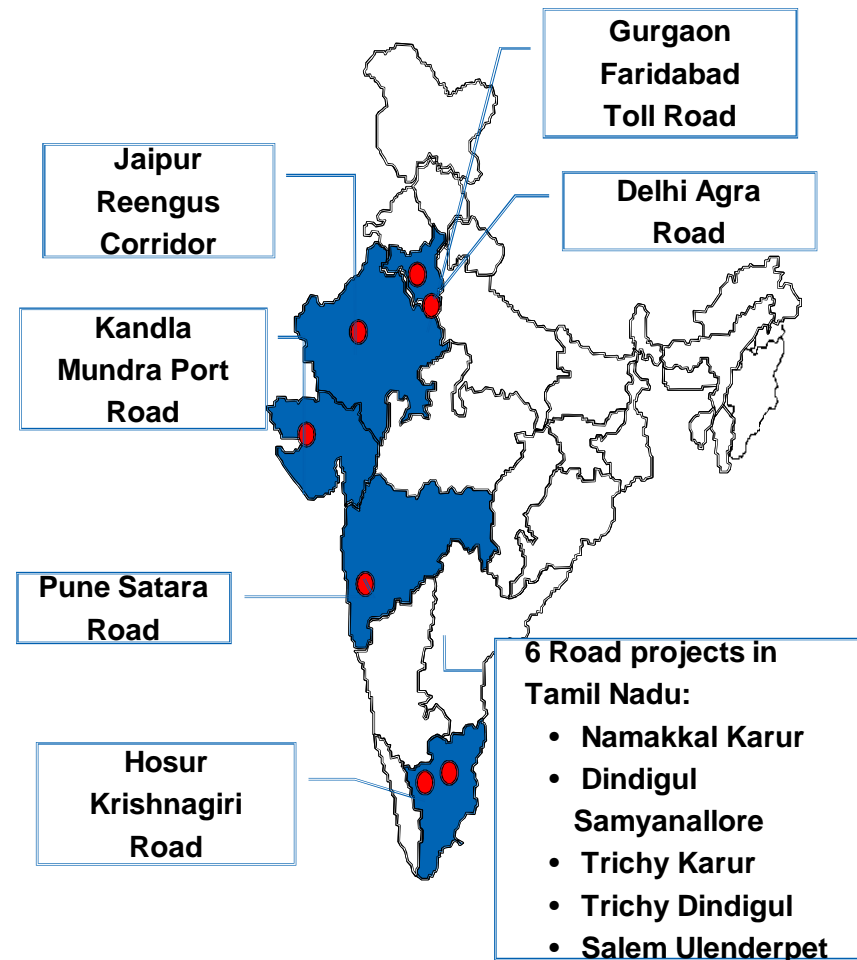 Gurgaon
Faridabad
Toll Road
Jaipur
Reengus
Corridor
Delhi Agra
Road
Kandla
Mundra Port
Road
Pune Satara
Road
6 Road projects in
Tamil Nadu:
• Namakkal Karur
• Dindigul
Samyanallore
• Trichy Karur
• Trichy Dindigul
• Salem Ulenderpet
Hosur
Krishnagiri
Road